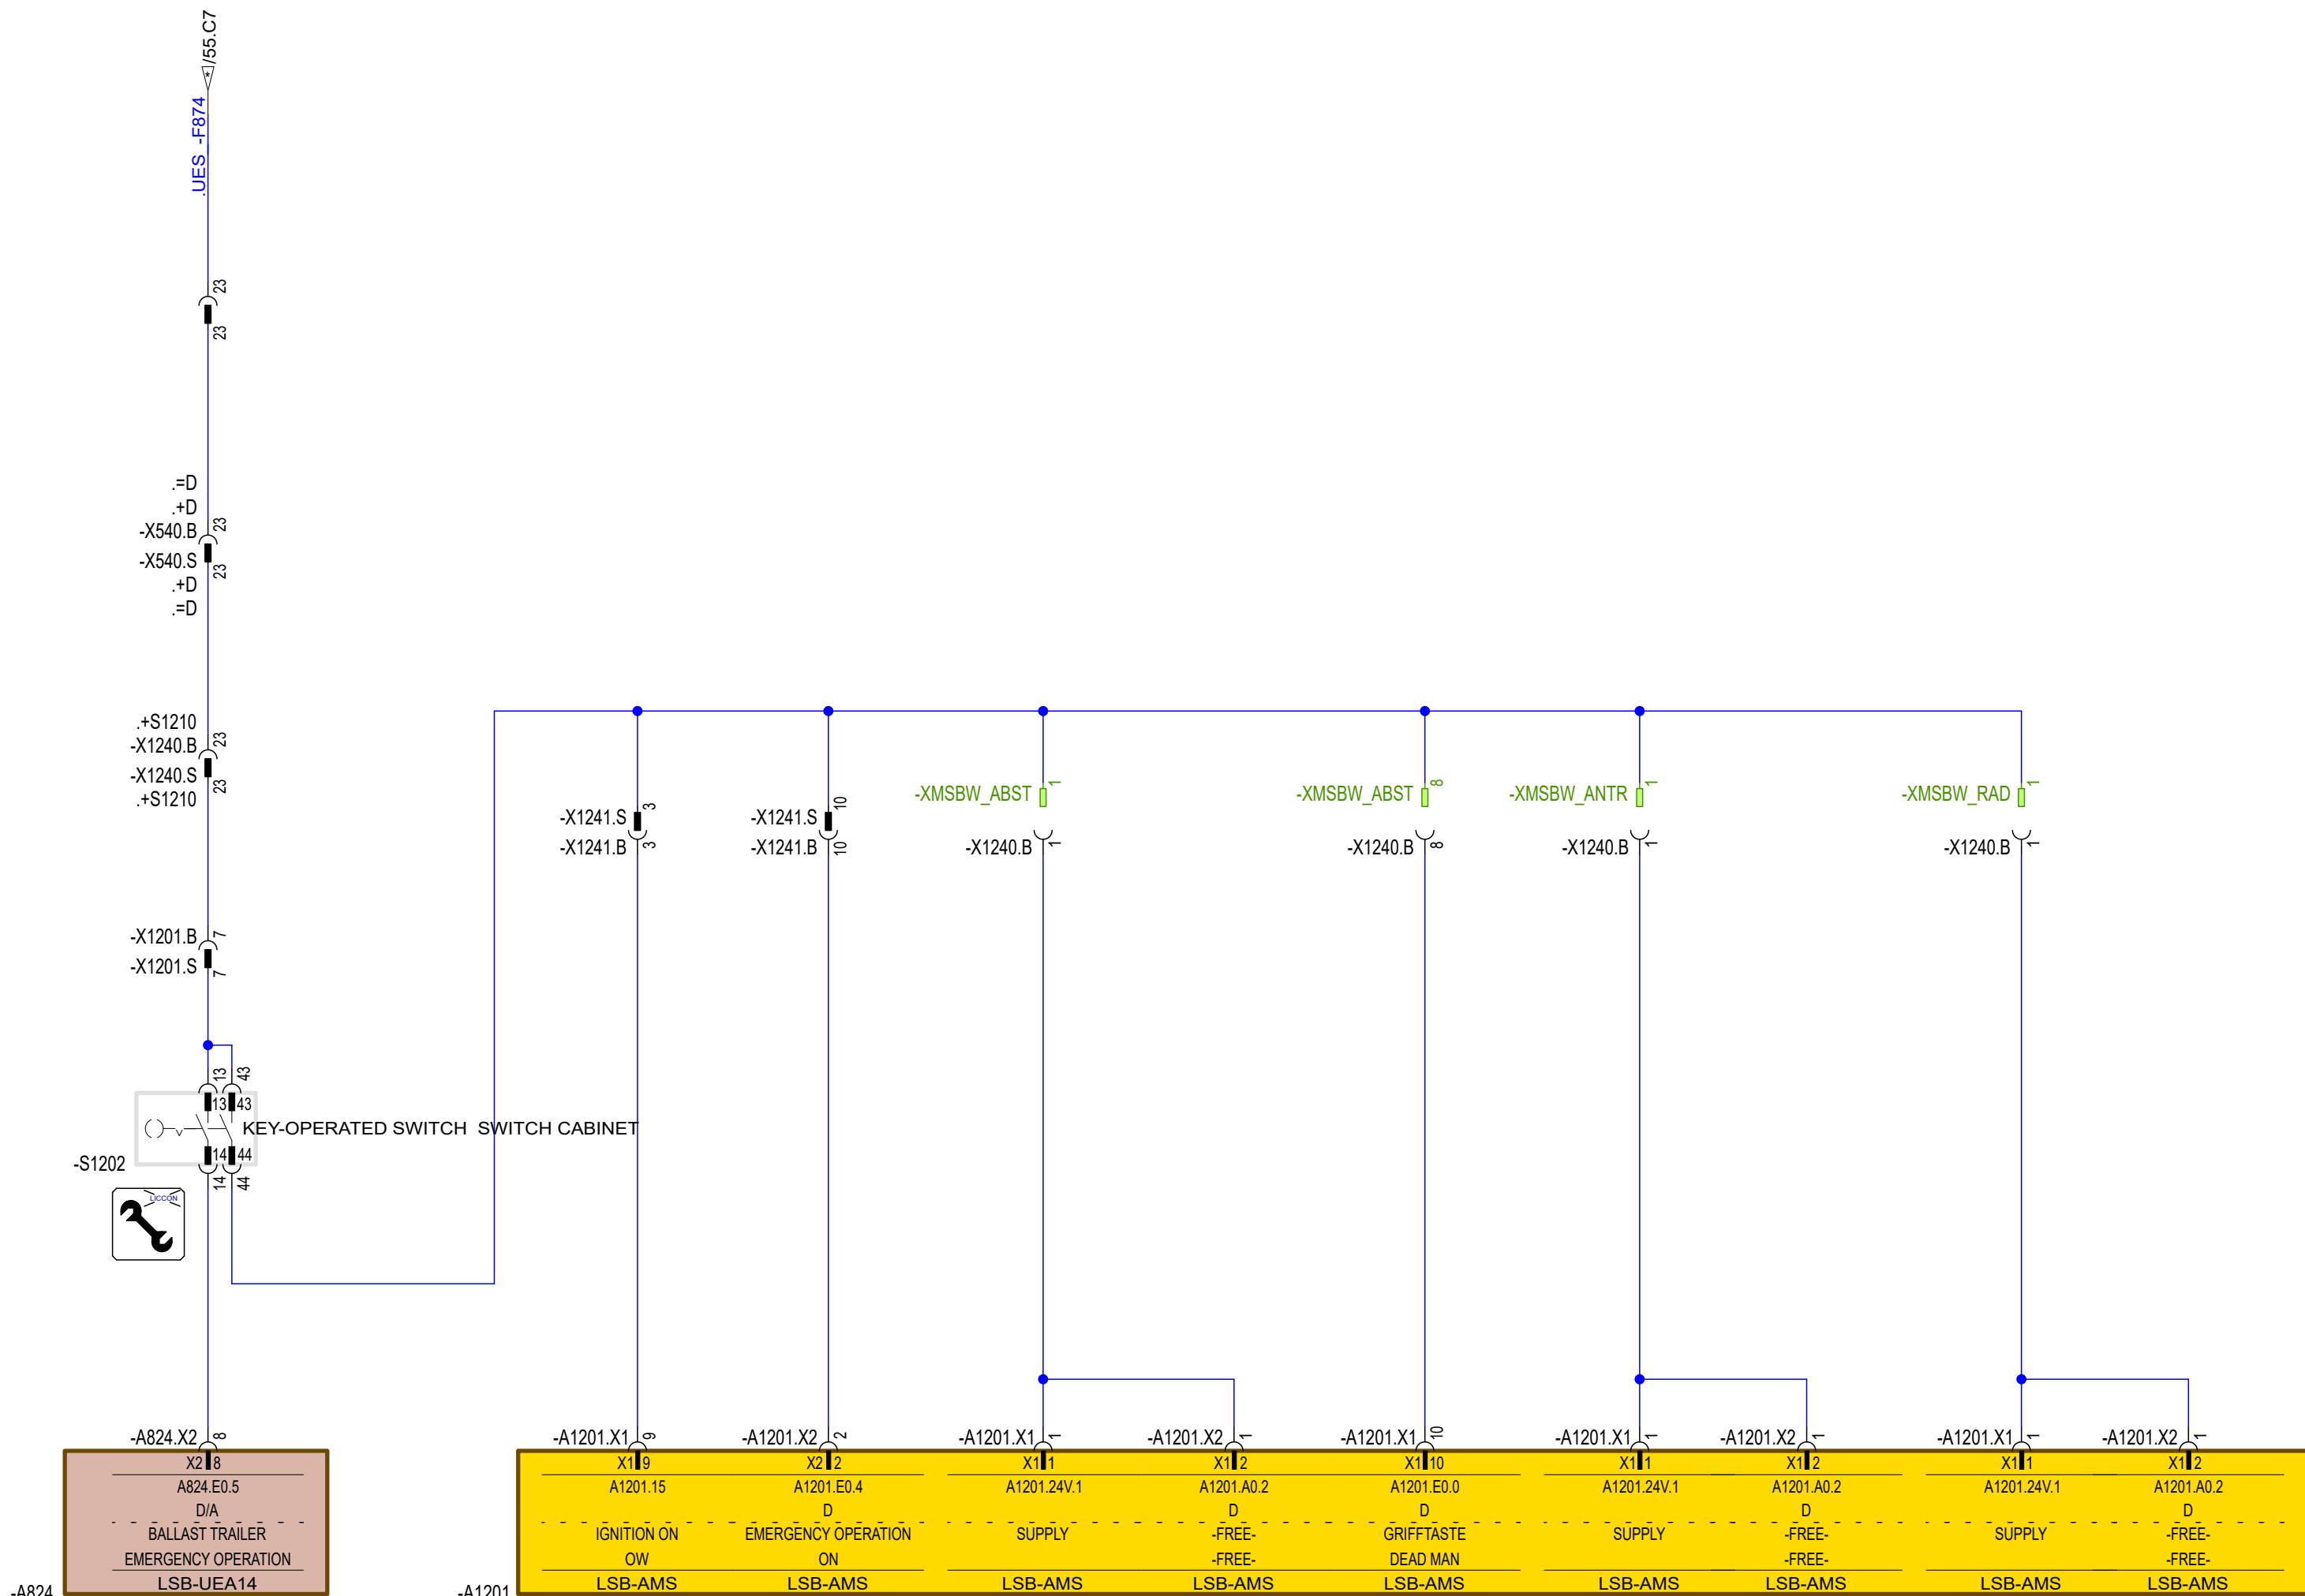 /55.C7
*
.UES -F874
23
23
.=D
.+D
-X540.B 23
-X540.S 23
.+D
.=D
.+S1210
-X1240.B 23
-X1240.S 23
.+S1210
-XMSBW_ABST 1
-XMSBW_ABST 8
-XMSBW_ANTR 1
-XMSBW_RAD 1
-X1241.S 3
-X1241.S 10
-X1241.B 3
-X1241.B 10
-X1240.B 1
-X1240.B 8
-X1240.B 1
-X1240.B 1
-X1201.B 7
-X1201.S 7
13 43
13 43
KEY-OPERATED SWITCH SWITCH CABINET
14 44
-S1202
14 44
LICCON
-A824.X2 8
-A1201.X1 9
-A1201.X2 2
-A1201.X1 1
-A1201.X2 1
-A1201.X1 10
-A1201.X1 1
-A1201.X2 1
-A1201.X1 1
-A1201.X2 1
X2 8
X1 9
X2 2
X1 1
X1 2
X1 10
X1 1
X1 2
X1 1
X1 2
A824.E0.5
A1201.15
A1201.E0.4
A1201.24V.1
A1201.A0.2
A1201.E0.0
A1201.24V.1
A1201.A0.2
A1201.24V.1
A1201.A0.2
D/A
D
D
D
D
D
BALLAST TRAILER
IGNITION ON
EMERGENCY OPERATION
SUPPLY
-FREE-
GRIFFTASTE
SUPPLY
-FREE-
SUPPLY
-FREE-
EMERGENCY OPERATION
OW
ON
-FREE-
DEAD MAN
-FREE-
-FREE-
LSB-UEA14
LSB-AMS
LSB-AMS
LSB-AMS
LSB-AMS
LSB-AMS
LSB-AMS
LSB-AMS
LSB-AMS
LSB-AMS
-A824
-A1201